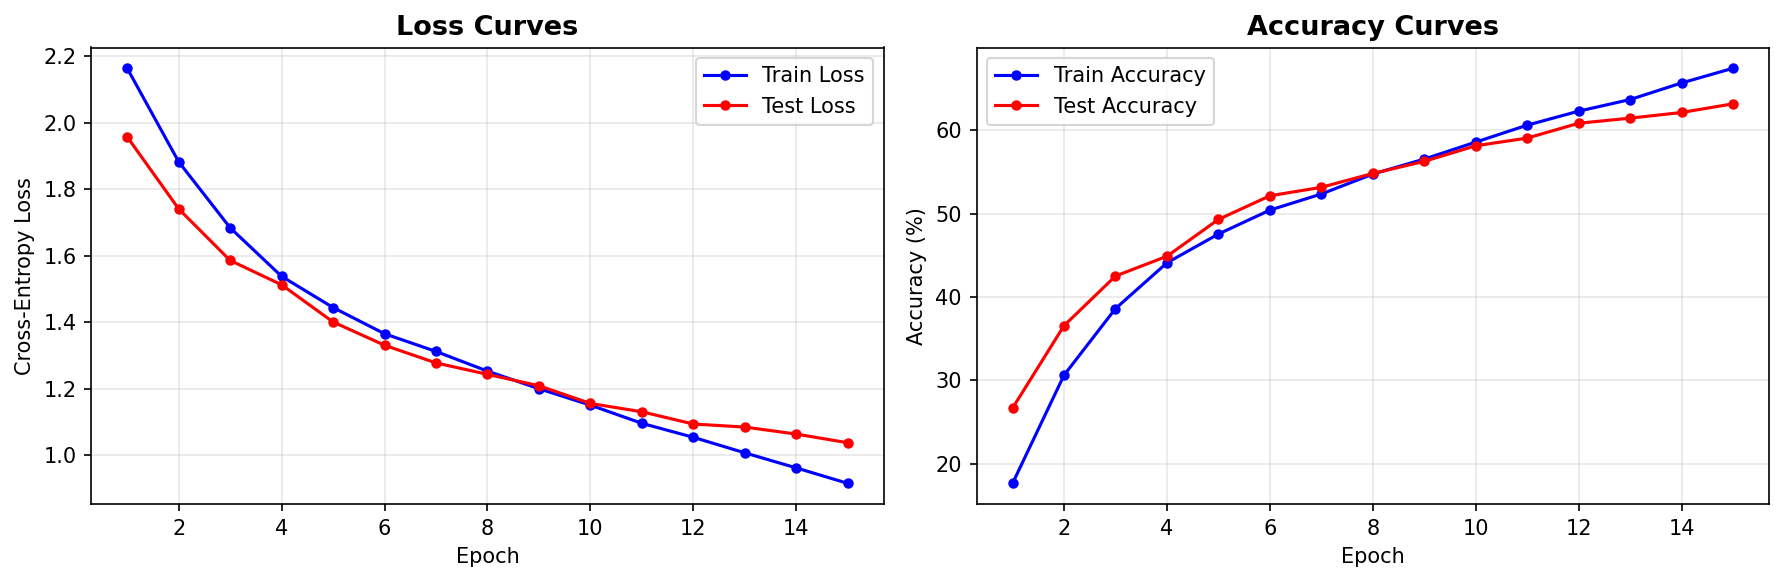 Loss Curves
2.2
2.0
1.8
1.6
1.4
1.2
1.0
Cross-Entropy Loss
Train Loss
Test Loss
2 4 6 8 10 12 14
Epoch
Accuracy Curves
60
50
40
30
20
Accuracy (%)
Train Accuracy
Test Accuracy
2 4 6 8 10 12 14
Epoch